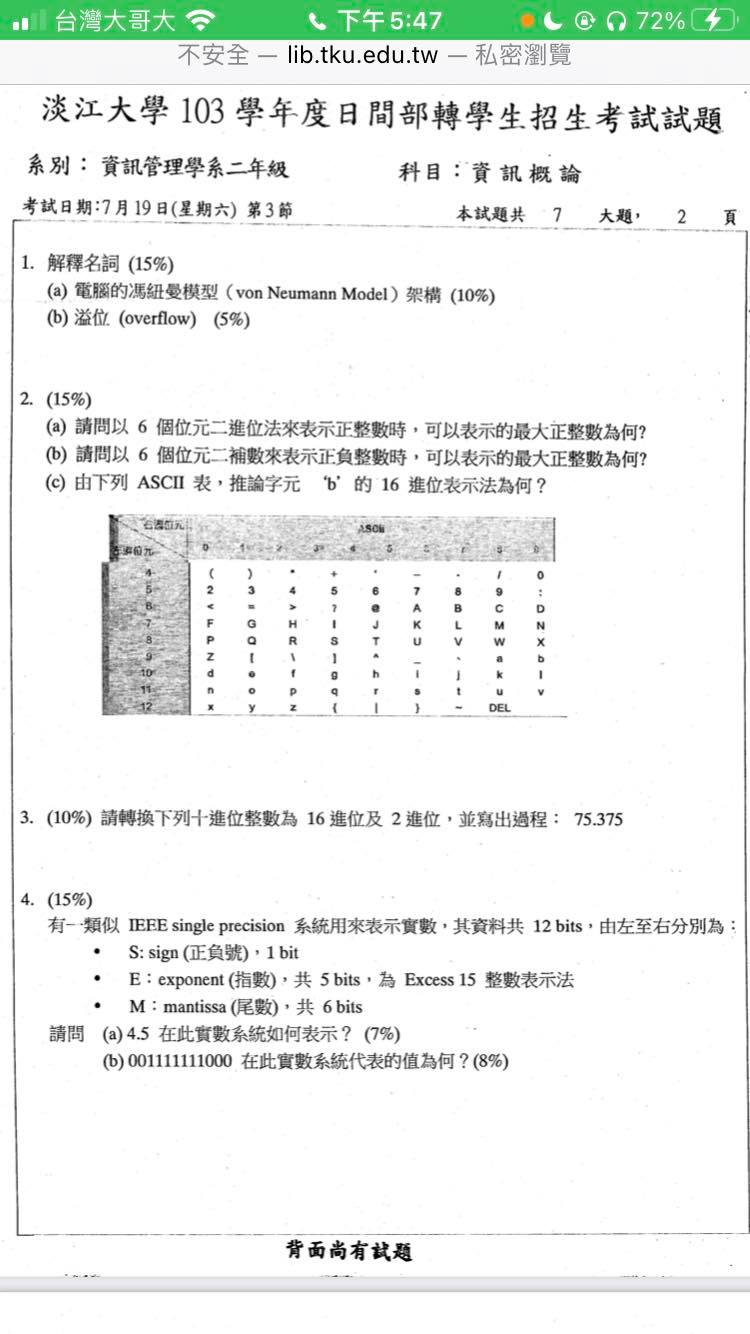 台灣大哥大 下午5:47 72%
不安全 — lib.tku.edu.tw — 私密瀏覽
淡江大學 103 學年度日間部轉學生招生考試試題
系別：資訊管理學系二年級 科目：資訊概論
考試日期:7月19日(星期六) 第3節 本試題共 7 大題， 2 頁
1. 解釋名詞 (15%)
(a) 電腦的馮紐曼模型（von Neumann Model）架構 (10%)
(b) 溢位 (overflow) (5%)
2. (15%)
(a) 請問以 6 個位元二進位法來表示正整數時，可以表示的最大正整數為何?
(b) 請問以 6 個位元二補數來表示正負整數時，可以表示的最大正整數為何?
(c) 由下列 ASCII 表，推論字元 ‘b’ 的 16 進位表示法為何？
右邊位元 ASCII
左邊位元 0 1 2 3 4 5
4 ( ) * + ' – . / 0
5 2 3 4 5 6 7 8 9 :
6 < = > ? @ A B C D
7 F G H I J K L M N
8 P Q R S T U V W X
9 Z [ \ ] ^ _ ` a b
10 d e f g h i j k l
11 n o p q r s t u v
12 x y z { | } ~ DEL
3. (10%) 請轉換下列十進位整數為 16 進位及 2 進位，並寫出過程： 75.375
4. (15%)
有一類似 IEEE single precision 系統用來表示實數，其資料共 12 bits，由左至右分別為：
• S: sign (正負號)，1 bit
• E：exponent (指數)，共 5 bits，為 Excess 15 整數表示法
• M：mantissa (尾數)，共 6 bits
請問 (a) 4.5 在此實數系統如何表示？ (7%)
(b) 001111111000 在此實數系統代表的值為何？(8%)
背面尚有試題